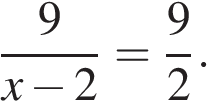 9/(x − 2) = 9/2.